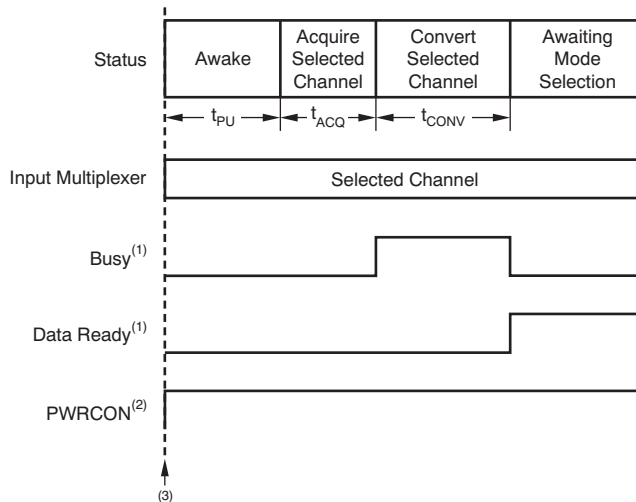 Status
Awake
Acquire
Selected
Channel
Convert
Selected
Channel
Awaiting
Mode
Selection
tPU
tACQ
tCONV
Input Multiplexer
Selected Channel
Busy(1)
Data Ready(1)
PWRCON(2)
(3)